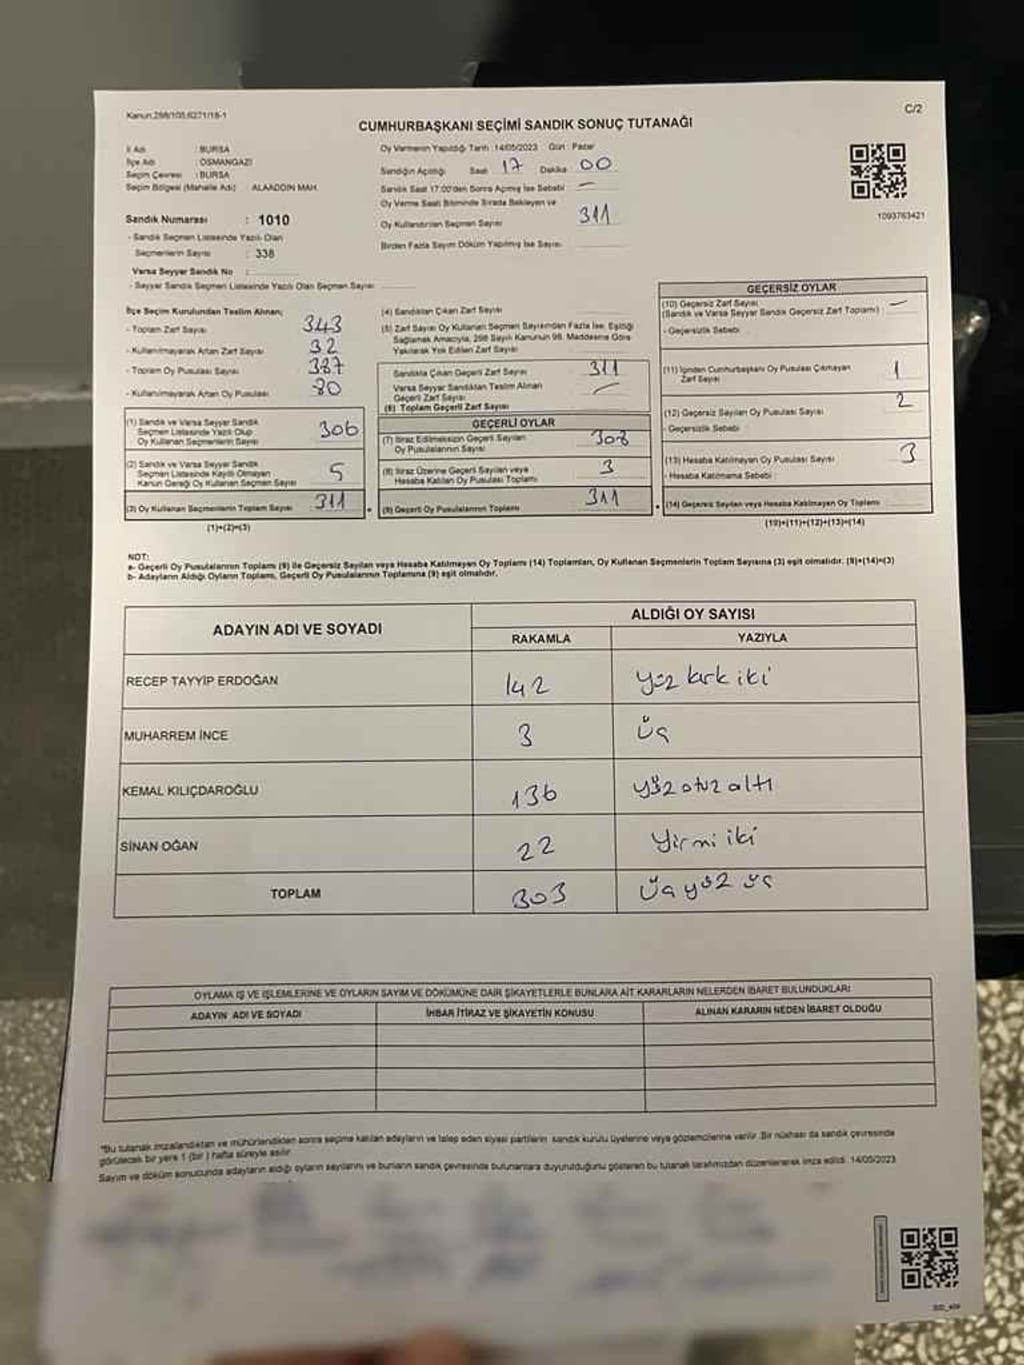 Kanun:298/105,6271/18-1
C/2
CUMHURBAŞKANI SEÇİMİ SANDIK SONUÇ TUTANAĞI
İl Adı : BURSA
İlçe Adı : OSMANGAZİ
Seçim Çevresi : BURSA
Seçim Bölgesi (Mahalle Adı) : ALAADDİN MAH.
Sandık Numarası : 1010
- Sandık Seçmen Listesinde Yazılı Olan
Seçmenlerin Sayısı : 338
Varsa Seyyar Sandık No :
- Seyyar Sandık Seçmen Listesinde Yazılı Olan Seçmen Sayısı :
Oy Vermenin Yapıldığı Tarih :14/05/2023 Gün : Pazar
Sandığın Açıldığı Saat 17 Dakika 00
Sandık Saat 17:00'den Sonra Açılmış İse Sebebi : —
Oy Verme Saati Bitiminde Sırada Bekleyen ve
Oy Kullandırılan Seçmen Sayısı 311
Birden Fazla Sayım Döküm Yapılmış İse Sayısı:
1093763421
İlçe Seçim Kurulundan Teslim Alınan;
- Toplam Zarf Sayısı 343
- Kullanılmayarak Artan Zarf Sayısı 32
- Toplam Oy Pusulası Sayısı 387
- Kullanılmayarak Artan Oy Pusulası 80
(1) Sandık ve Varsa Seyyar Sandık
Seçmen Listesinde Yazılı Olup
Oy Kullanan Seçmenlerin Sayısı 306
(2) Sandık ve Varsa Seyyar Sandık
Seçmen Listesinde Kayıtlı Olmayan
Kanun Gereği Oy Kullanan Seçmen Sayısı 5
(3) Oy Kullanan Seçmenlerin Toplam Sayısı 311
(1)+(2)=(3)
(4) Sandıktan Çıkan Zarf Sayısı
(5) Zarf Sayısı Oy Kullanan Seçmen Sayısından Fazla İse, Eşitliği
Sağlamak Amacıyla, 298 Sayılı Kanunun 98. Maddesine Göre
Yakılarak Yok Edilen Zarf Sayısı
Sandıkta Çıkan Geçerli Zarf Sayısı 311
Varsa Seyyar Sandıktan Teslim Alınan
Geçerli Zarf Sayısı —
(6) Toplam Geçerli Zarf Sayısı
GEÇERLİ OYLAR
(7) İtiraz Edilmeksizin Geçerli Sayılan
Oy Pusulalarının Sayısı 308
(8) İtiraz Üzerine Geçerli Sayılan veya
Hesaba Katılan Oy Pusulası Toplamı 3
(9) Geçerli Oy Pusulalarının Toplamı 311
GEÇERSİZ OYLAR
(10) Geçersiz Zarf Sayısı —
(Sandık ve Varsa Seyyar Sandık Geçersiz Zarf Toplamı)
- Geçersizlik Sebebi :
(11) İçinden Cumhurbaşkanı Oy Pusulası Çıkmayan
Zarf Sayısı 1
(12) Geçersiz Sayılan Oy Pusulası Sayısı 2
- Geçersizlik Sebebi :
(13) Hesaba Katılmayan Oy Pusulası Sayısı 3
- Hesaba Katılmama Sebebi :
(14) Geçersiz Sayılan veya Hesaba Katılmayan Oy Toplamı
(10)+(11)+(12)+(13)=(14)
NOT:
a- Geçerli Oy Pusulalarının Toplamı (9) ile Geçersiz Sayılan veya Hesaba Katılmayan Oy Toplamı (14) Toplamları, Oy Kullanan Seçmenlerin Toplam Sayısına (3) eşit olmalıdır. (9)+(14)=(3)
b- Adayların Aldığı Oyların Toplamı, Geçerli Oy Pusulalarının Toplamına (9) eşit olmalıdır.
ADAYIN ADI VE SOYADI
ALDIĞI OY SAYISI
RAKAMLA YAZIYLA
RECEP TAYYİP ERDOĞAN 142 yüz kırk iki
MUHARREM İNCE 3 üç
KEMAL KILIÇDAROĞLU 136 yüz otuz altı
SİNAN OĞAN 22 yirmi iki
TOPLAM 303 üç yüz üç
OYLAMA İŞ VE İŞLEMLERİNE VE OYLARIN SAYIM VE DÖKÜMÜNE DAİR ŞİKAYETLERLE BUNLARA AİT KARARLARIN NELERDEN İBARET BULUNDUKLARI
ADAYIN ADI VE SOYADI İHBAR İTİRAZ VE ŞİKAYETİN KONUSU ALINAN KARARIN NEDEN İBARET OLDUĞU
*Bu tutanak imzalandıktan ve mühürlendikten sonra seçime katılan adayların ve talep eden siyasi partilerin sandık kurulu üyelerine veya gözlemcilerine verilir. Bir nüshası da sandık çevresinde
görülecek bir yere 1 (bir) hafta süreyle asılır.
Sayım ve döküm sonucunda adayların aldığı oyların sayılarını ve bunların sandık çevresinde bulunanlara duyurulduğunu gösteren bu tutanak tarafımızdan düzenlenerek imza edildi. 14/05/2023